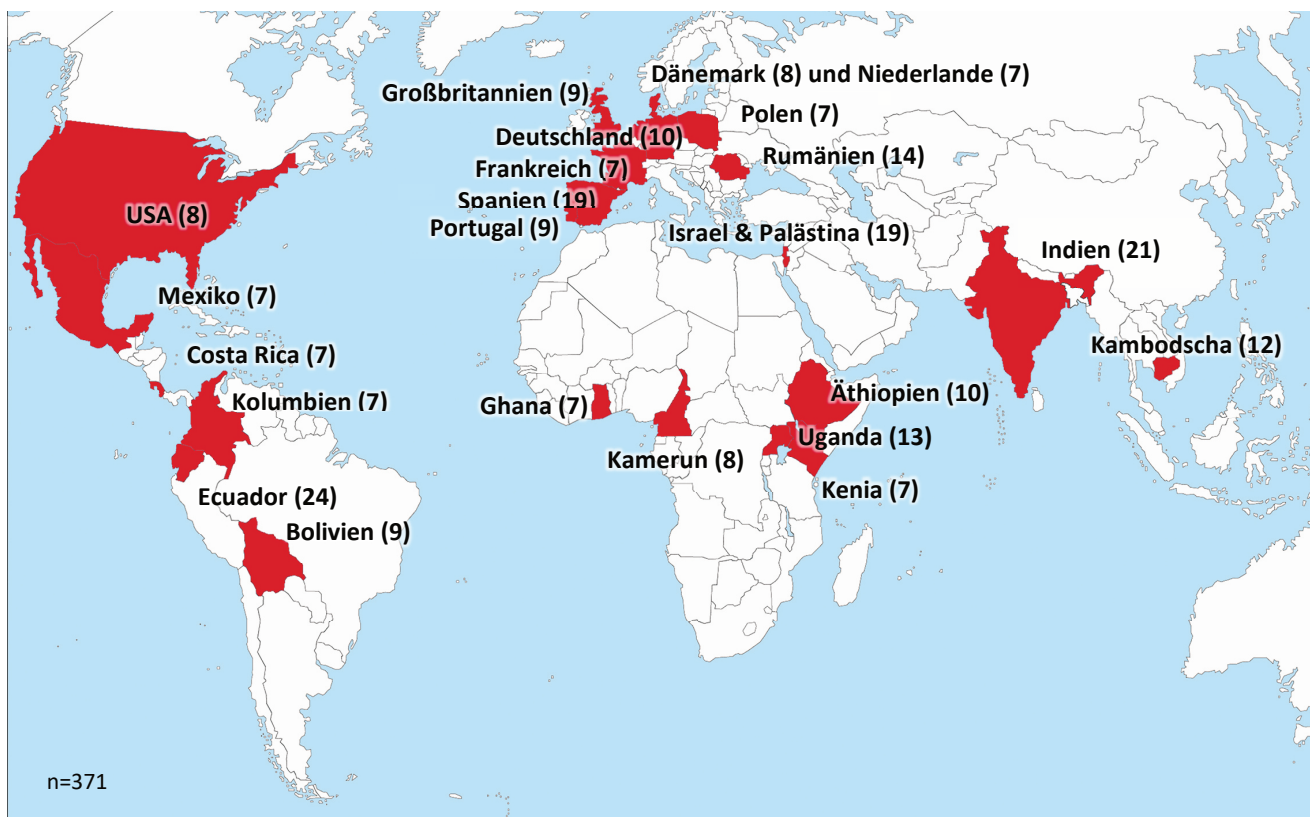 Dänemark (8) und Niederlande (7)
Großbritannien (9)
Polen (7)
Deutschland (10)
Rumänien (14)
Frankreich (7)
Spanien (19)
USA (8)
Portugal (9)
Israel & Palästina (19)
Indien (21)
Mexiko (7)
Kambodscha (12)
Costa Rica (7)
Kolumbien (7)
Ghana (7)
Äthiopien (10)
Uganda (13)
Kamerun (8)
Kenia (7)
Ecuador (24)
Bolivien (9)
n=371